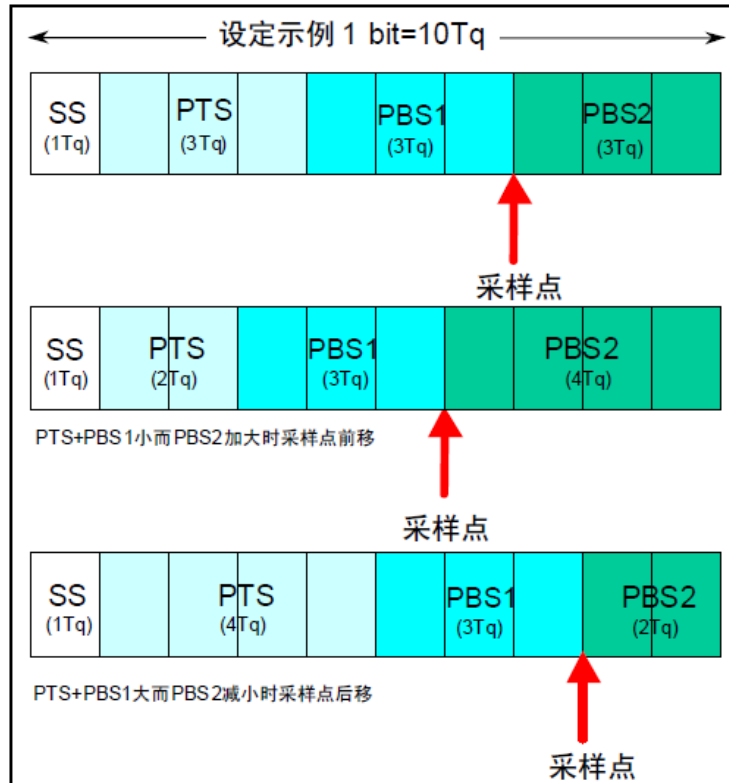 设定示例 1 bit=10Tq
SS PTS PBS1 PBS2
(1Tq) (3Tq) (3Tq) (3Tq)
采样点
SS PTS PBS1 PBS2
(1Tq) (2Tq) (3Tq) (4Tq)
PTS+PBS1小而PBS2加大时采样点前移
采样点
SS PTS PBS1 PBS2
(1Tq) (4Tq) (3Tq) (2Tq)
PTS+PBS1大而PBS2减小时采样点后移
采样点